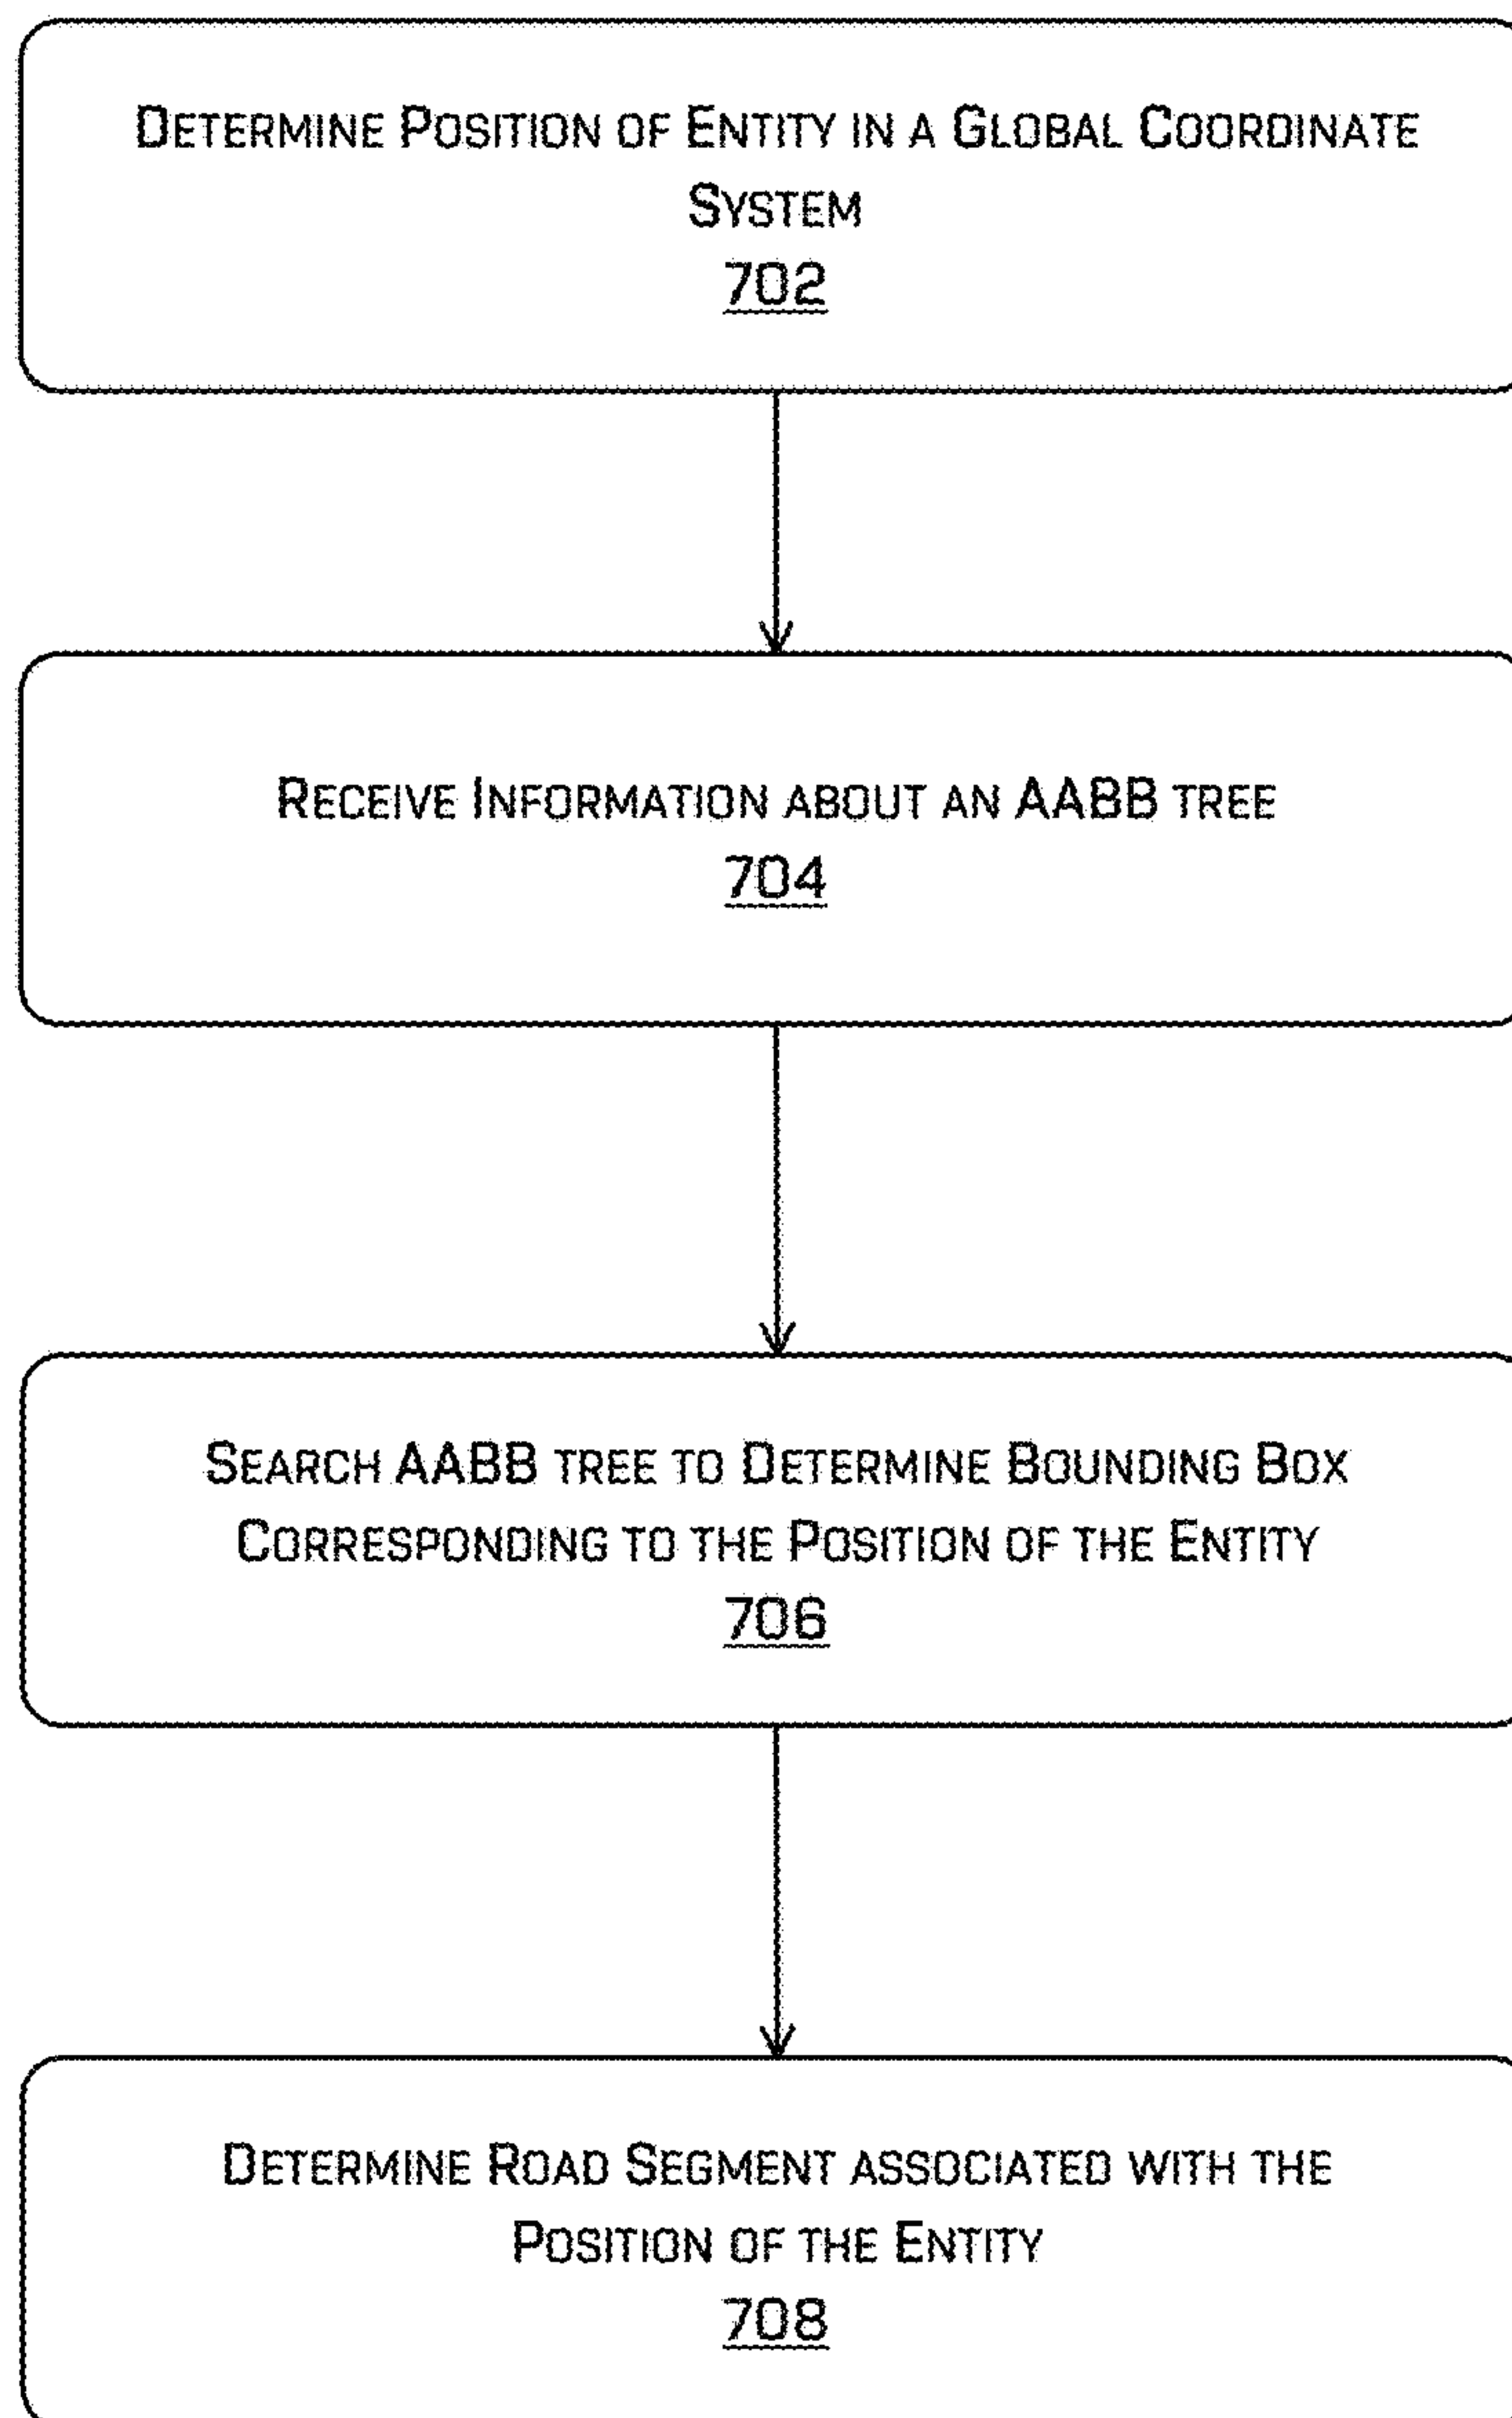 Determine Position of Entity in a Global Coordinate
System
702
Receive Information about an AABB tree
704
Search AABB tree to Determine Bounding Box
Corresponding to the Position of the Entity
706
Determine Road Segment associated with the
Position of the Entity
708